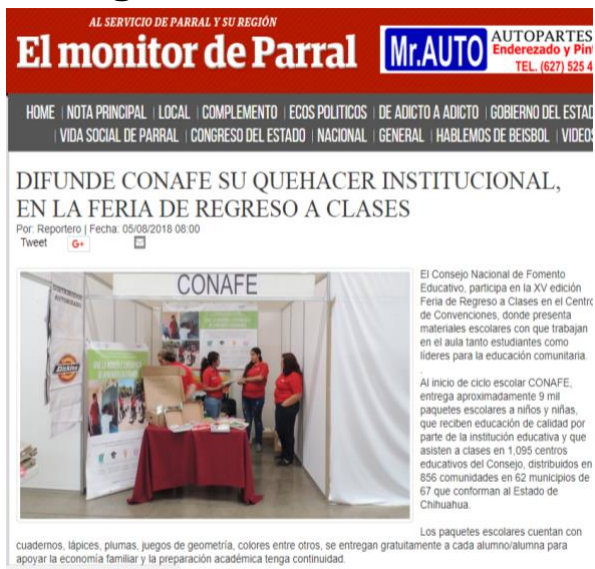 AL SERVICIO DE PARRAL Y SU REGIÓN
El monitor de Parral
Mr.AUTO
AUTOPARTES
Enderezado y Pin
TEL. (627) 525 4
HOME | NOTA PRINCIPAL | LOCAL | COMPLEMENTO | ECOS POLITICOS | DE ADICTO A ADICTO | GOBIERNO DEL ESTAD
| VIDA SOCIAL DE PARRAL | CONGRESO DEL ESTADO | NACIONAL | GENERAL | HABLEMOS DE BEISBOL | VIDEOS
DIFUNDE CONAFE SU QUEHACER INSTITUCIONAL,
EN LA FERIA DE REGRESO A CLASES
Por: Reportero | Fecha: 05/08/2018 08:00
Tweet G+
CONAFE
DISTRIBUIDOR
AUTORIZADO
Dickies
El Consejo Nacional de Fomento
Educativo, participa en la XV edición
Feria de Regreso a Clases en el Centro
de Convenciones, donde presenta
materiales escolares con que trabajan
en el aula tanto estudiantes como
líderes para la educación comunitaria.
.
Al inicio de ciclo escolar CONAFE,
entrega aproximadamente 9 mil
paquetes escolares a niños y niñas,
que reciben educación de calidad por
parte de la institución educativa y que
asisten a clases en 1,095 centros
educativos del Consejo, distribuidos en
856 comunidades en 62 municipios de
67 que conforman al Estado de
Chihuahua.
Los paquetes escolares cuentan con
cuadernos, lápices, plumas, juegos de geometría, colores entre otros, se entregan gratuitamente a cada alumno/alumna para
apoyar la economía familiar y la preparación académica tenga continuidad.